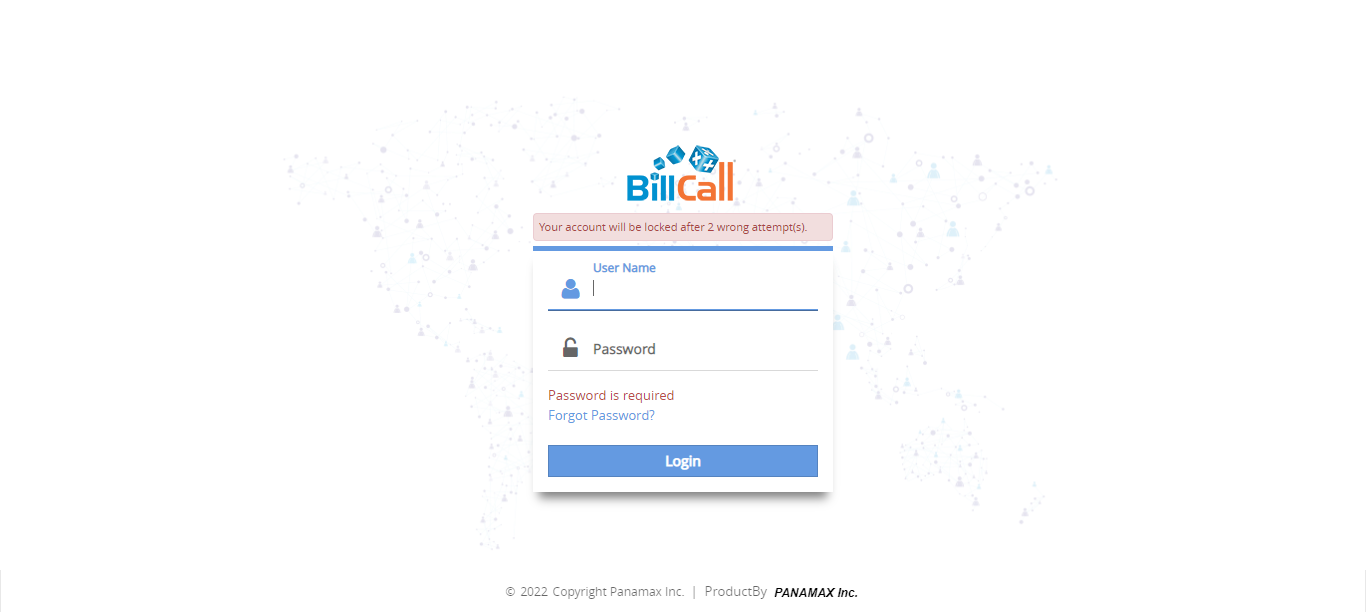 BillCall
Your account will be locked after 2 wrong attempt(s).
User Name
Password
Password is required
Forgot Password?
Login
© 2022 Copyright Panamax Inc. | ProductBy PANAMAX Inc.